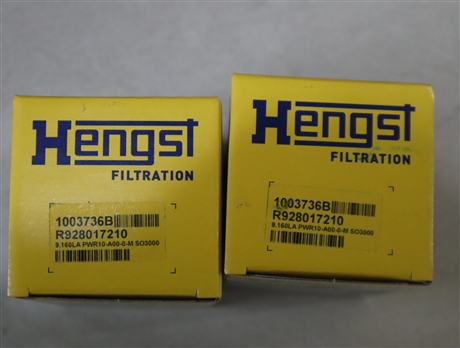 Hengst
FILTRATION
1003736B
R928017210
9.160LA PWR10-A00-0-M SO3000
Hengst
FILTRATION
1003736B
R928017210
9.160LA PWR10-A00-0-M SO3000